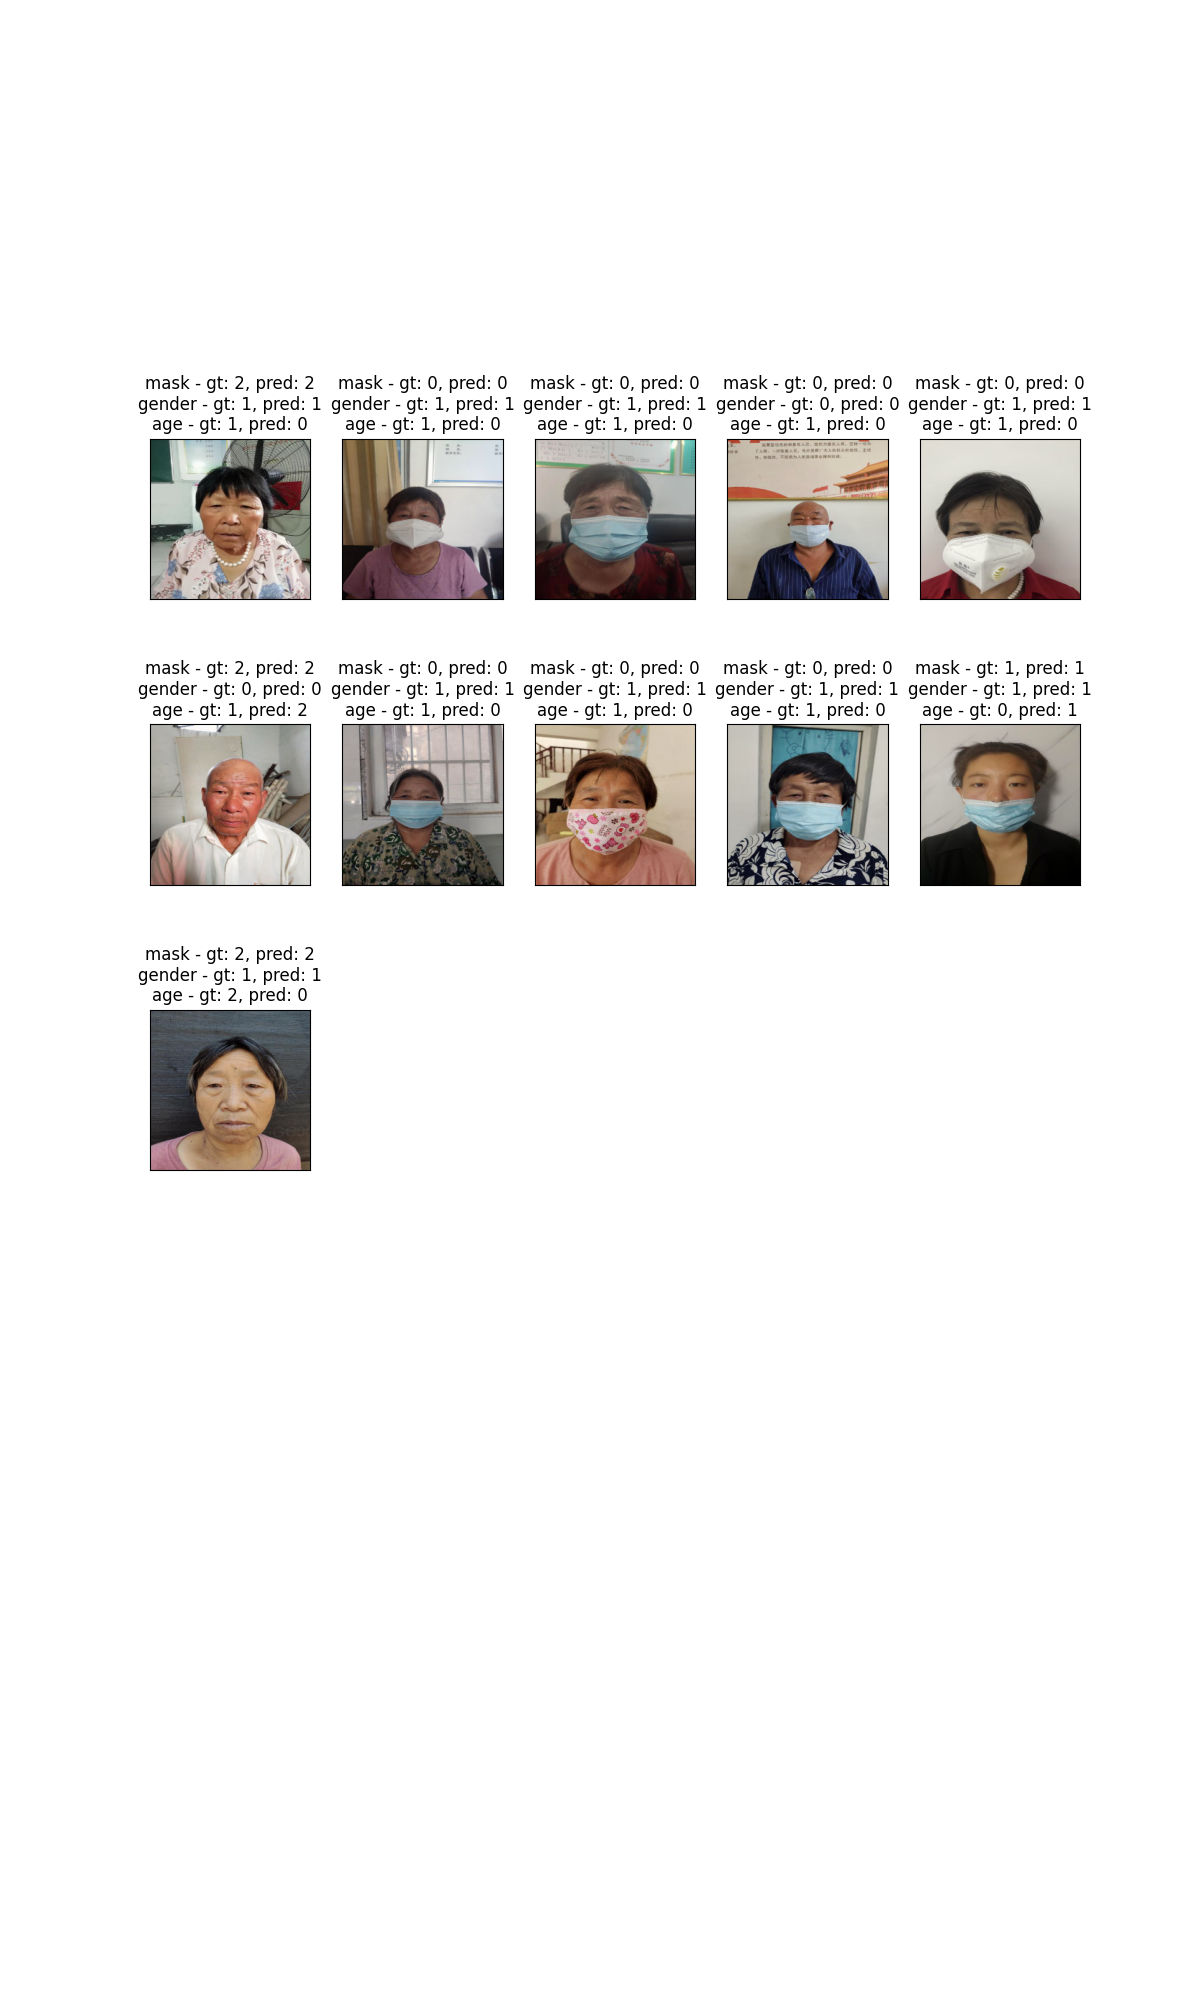 mask - gt: 2, pred: 2
gender - gt: 1, pred: 1
age - gt: 1, pred: 0
mask - gt: 0, pred: 0
gender - gt: 1, pred: 1
age - gt: 1, pred: 0
mask - gt: 0, pred: 0
gender - gt: 1, pred: 1
age - gt: 1, pred: 0
mask - gt: 0, pred: 0
gender - gt: 0, pred: 0
age - gt: 1, pred: 0
mask - gt: 0, pred: 0
gender - gt: 1, pred: 1
age - gt: 1, pred: 0
mask - gt: 2, pred: 2
gender - gt: 0, pred: 0
age - gt: 1, pred: 2
mask - gt: 0, pred: 0
gender - gt: 1, pred: 1
age - gt: 1, pred: 0
mask - gt: 0, pred: 0
gender - gt: 1, pred: 1
age - gt: 1, pred: 0
mask - gt: 0, pred: 0
gender - gt: 1, pred: 1
age - gt: 1, pred: 0
mask - gt: 1, pred: 1
gender - gt: 1, pred: 1
age - gt: 0, pred: 1
mask - gt: 2, pred: 2
gender - gt: 1, pred: 1
age - gt: 2, pred: 0